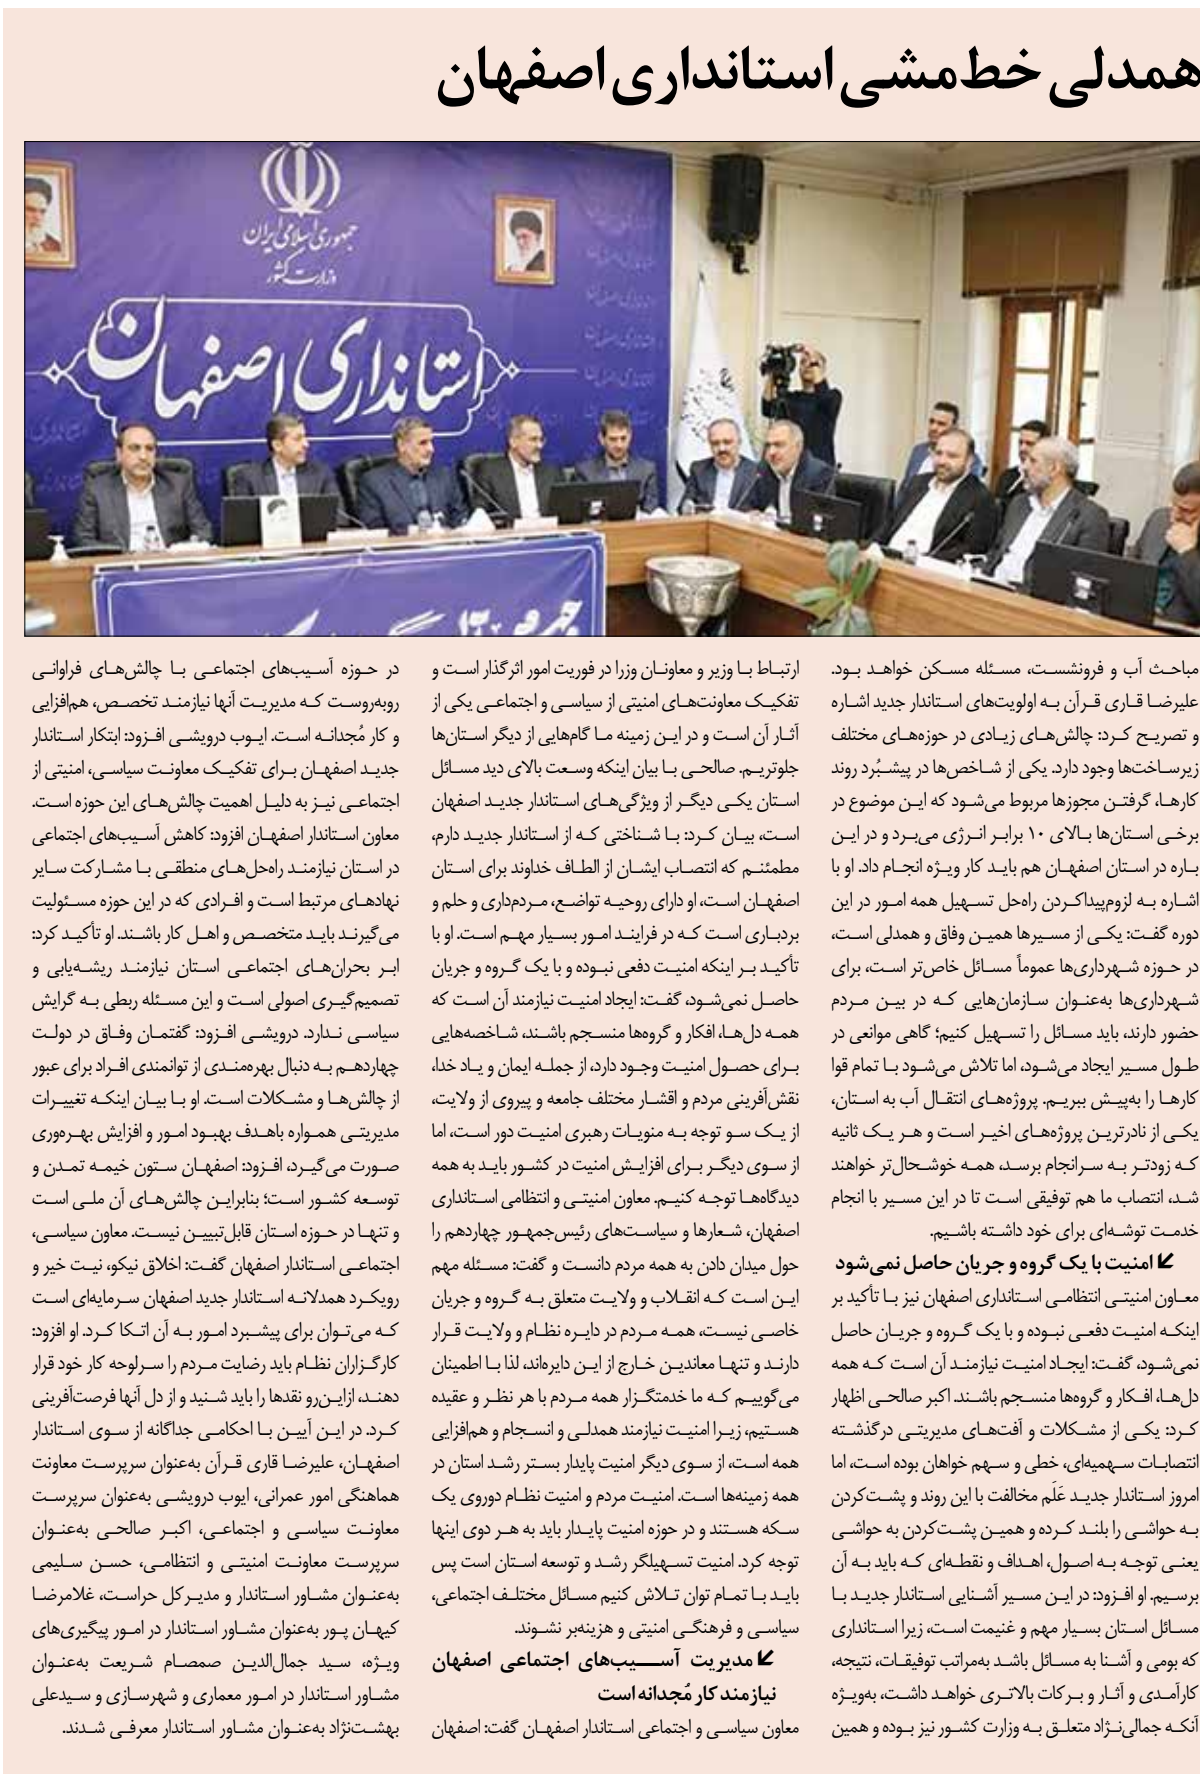 همدلی خط‌مشی استانداری اصفهان
جمهوری اسلامی ایران
وزارت کشور
استانداری اصفهان
مباحث آب و فرونشست، مسئله مسکن خواهد بود.
علیرضا قاری قرآن به اولویت‌های استاندار جدید اشاره
و تصریح کرد: چالش‌های زیادی در حوزه‌های مختلف
زیرساخت‌ها وجود دارد. یکی از شاخص‌ها در پیشبُرد روند
کارها، گرفتن مجوزها مربوط می‌شود که این موضوع در
برخی استان‌ها بالای ۱۰ برابر انرژی می‌برد و در این
باره در استان اصفهان هم باید کار ویژه انجام داد. او با
اشاره به لزوم‌پیداکردن راه‌حل تسهیل همه امور در این
دوره گفت: یکی از مسیرها همین وفاق و همدلی است،
در حوزه شهرداری‌ها عموماً مسائل خاص‌تر است، برای
شهرداری‌ها به‌عنوان سازمان‌هایی که در بین مردم
حضور دارند، باید مسائل را تسهیل کنیم؛ گاهی موانعی در
طول مسیر ایجاد می‌شود، اما تلاش می‌شود با تمام قوا
کارها را به‌پیش ببریم. پروژه‌های انتقال آب به استان،
یکی از نادرترین پروژه‌های اخیر است و هر یک ثانیه
که زودتر به سرانجام برسد، همه خوشحال‌تر خواهند
شد، انتصاب ما هم توفیقی است تا در این مسیر با انجام
خدمت توشه‌ای برای خود داشته باشیم.
امنیت با یک گروه و جریان حاصل نمی‌شود
معاون امنیتی انتظامی استانداری اصفهان نیز با تأکید بر
اینکه امنیت دفعی نبوده و با یک گروه و جریان حاصل
نمی‌شود، گفت: ایجاد امنیت نیازمند آن است که همه
دل‌ها، افکار و گروه‌ها منسجم باشند. اکبر صالحی اظهار
کرد: یکی از مشکلات و آفت‌های مدیریتی درگذشته
انتصابات سهمیه‌ای، خطی و سهم خواهان بوده است، اما
امروز استاندار جدید عَلَم مخالفت با این روند و پشت‌کردن
به حواشی را بلند کرده و همین پشت‌کردن به حواشی
یعنی توجه به اصول، اهداف و نقطه‌ای که باید به آن
برسیم. او افزود: در این مسیر آشنایی استاندار جدید با
مسائل استان بسیار مهم و غنیمت است، زیرا استانداری
که بومی و آشنا به مسائل باشد به‌مراتب توفیقات، نتیجه،
کارآمدی و آثار و برکات بالاتری خواهد داشت، به‌ویژه
آنکه جمالی‌نژاد متعلق به وزارت کشور نیز بوده و همین
ارتباط با وزیر و معاونان وزرا در فوریت امور اثرگذار است و
تفکیک معاونت‌های امنیتی از سیاسی و اجتماعی یکی از
آثار آن است و در این زمینه ما گام‌هایی از دیگر استان‌ها
جلوتریم. صالحی با بیان اینکه وسعت بالای دید مسائل
استان یکی دیگر از ویژگی‌های استاندار جدید اصفهان
است، بیان کرد: با شناختی که از استاندار جدید دارم،
مطمئنم که انتصاب ایشان از الطاف خداوند برای استان
اصفهان است، او دارای روحیه تواضع، مردم‌داری و حلم و
بردباری است که در فرایند امور بسیار مهم است. او با
تأکید بر اینکه امنیت دفعی نبوده و با یک گروه و جریان
حاصل نمی‌شود، گفت: ایجاد امنیت نیازمند آن است که
همه دل‌ها، افکار و گروه‌ها منسجم باشند، شاخصه‌هایی
برای حصول امنیت وجود دارد، از جمله ایمان و یاد خدا،
نقش‌آفرینی مردم و اقشار مختلف جامعه و پیروی از ولایت،
از یک سو توجه به منویات رهبری امنیت دور است، اما
از سوی دیگر برای افزایش امنیت در کشور باید به همه
دیدگاه‌ها توجه کنیم. معاون امنیتی و انتظامی استانداری
اصفهان، شعارها و سیاست‌های رئیس‌جمهور چهاردهم را
حول میدان دادن به همه مردم دانست و گفت: مسئله مهم
این است که انقلاب و ولایت متعلق به گروه و جریان
خاصی نیست، همه مردم در دایره نظام و ولایت قرار
دارند و تنها معاندین خارج از این دایره‌اند، لذا با اطمینان
می‌گوییم که ما خدمتگزار همه مردم با هر نظر و عقیده
هستیم، زیرا امنیت نیازمند همدلی و انسجام و هم‌افزایی
همه است، از سوی دیگر امنیت پایدار بستر رشد استان در
همه زمینه‌ها است. امنیت مردم و امنیت نظام دوروی یک
سکه هستند و در حوزه امنیت پایدار باید به هر دوی اینها
توجه کرد. امنیت تسهیلگر رشد و توسعه استان است پس
باید با تمام توان تلاش کنیم مسائل مختلف اجتماعی،
سیاسی و فرهنگی امنیتی و هزینه‌بر نشوند.
مدیریت آسیب‌های اجتماعی اصفهان
نیازمند کار مُجدانه است
معاون سیاسی و اجتماعی استاندار اصفهان گفت: اصفهان
در حوزه آسیب‌های اجتماعی با چالش‌های فراوانی
روبه‌روست که مدیریت آنها نیازمند تخصص، هم‌افزایی
و کار مُجدانه است. ایوب درویشی افزود: ابتکار استاندار
جدید اصفهان برای تفکیک معاونت سیاسی، امنیتی از
اجتماعی نیز به دلیل اهمیت چالش‌های این حوزه است.
معاون استاندار اصفهان افزود: کاهش آسیب‌های اجتماعی
در استان نیازمند راه‌حل‌های منطقی با مشارکت سایر
نهادهای مرتبط است و افرادی که در این حوزه مسئولیت
می‌گیرند باید متخصص و اهل کار باشند. او تأکید کرد:
ابر بحران‌های اجتماعی استان نیازمند ریشه‌یابی و
تصمیم‌گیری اصولی است و این مسئله ربطی به گرایش
سیاسی ندارد. درویشی افزود: گفتمان وفاق در دولت
چهاردهم به دنبال بهره‌مندی از توانمندی افراد برای عبور
از چالش‌ها و مشکلات است. او با بیان اینکه تغییرات
مدیریتی همواره باهدف بهبود امور و افزایش بهره‌وری
صورت می‌گیرد، افزود: اصفهان ستون خیمه تمدن و
توسعه کشور است؛ بنابراین چالش‌های آن ملی است
و تنها در حوزه استان قابل‌تبیین نیست. معاون سیاسی،
اجتماعی استاندار اصفهان گفت: اخلاق نیکو، نیت خیر و
رویکرد همدلانه استاندار جدید اصفهان سرمایه‌ای است
که می‌توان برای پیشبرد امور به آن اتکا کرد. او افزود:
کارگزاران نظام باید رضایت مردم را سرلوحه کار خود قرار
دهند، ازاین‌رو نقدها را باید شنید و از دل آنها فرصت‌آفرینی
کرد. در این آیین با احکامی جداگانه از سوی استاندار
اصفهان، علیرضا قاری قرآن به‌عنوان سرپرست معاونت
هماهنگی امور عمرانی، ایوب درویشی به‌عنوان سرپرست
معاونت سیاسی و اجتماعی، اکبر صالحی به‌عنوان
سرپرست معاونت امنیتی و انتظامی، حسن سلیمی
به‌عنوان مشاور استاندار و مدیرکل حراست، غلامرضا
کیهان پور به‌عنوان مشاور استاندار در امور پیگیری‌های
ویژه، سید جمال‌الدین صمصام شریعت به‌عنوان
مشاور استاندار در امور معماری و شهرسازی و سیدعلی
بهشت‌نژاد به‌عنوان مشاور استاندار معرفی شدند.